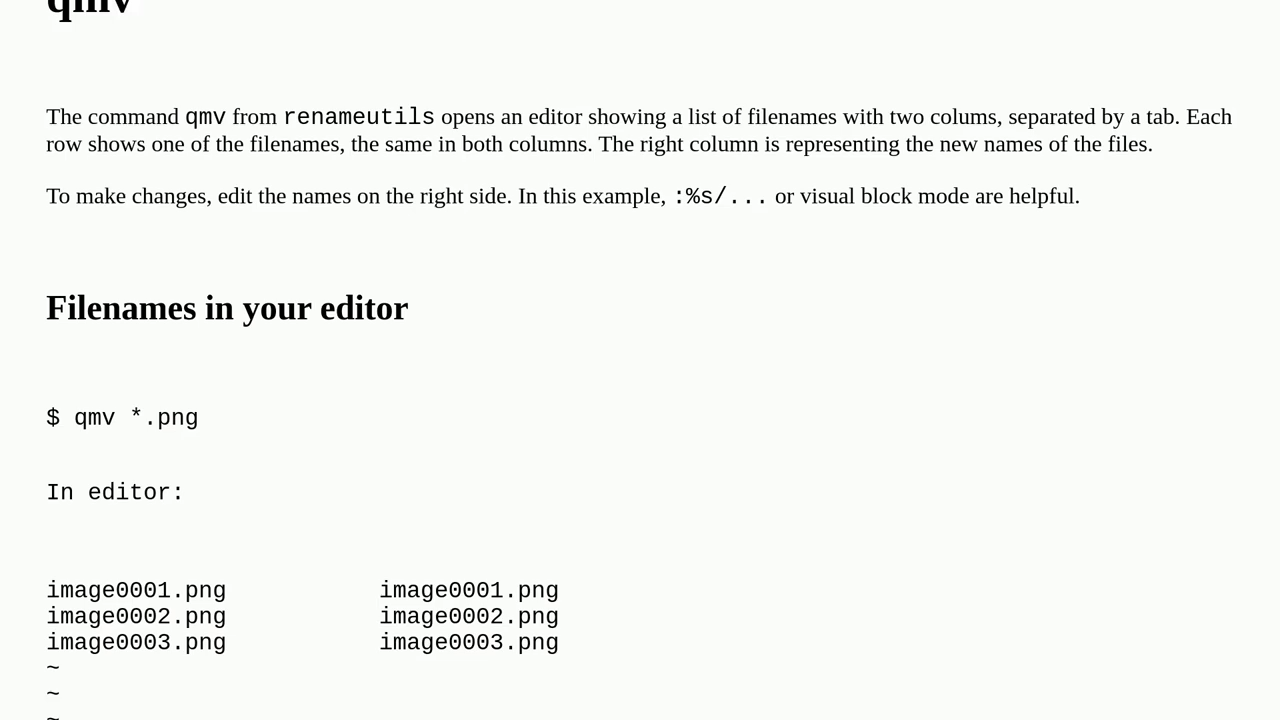 qmv
The command qmv from renameutils opens an editor showing a list of filenames with two colums, separated by a tab. Each
row shows one of the filenames, the same in both columns. The right column is representing the new names of the files.
To make changes, edit the names on the right side. In this example, :%s/... or visual block mode are helpful.
Filenames in your editor
$ qmv *.png
In editor:
image0001.png image0001.png
image0002.png image0002.png
image0003.png image0003.png
~
~
~